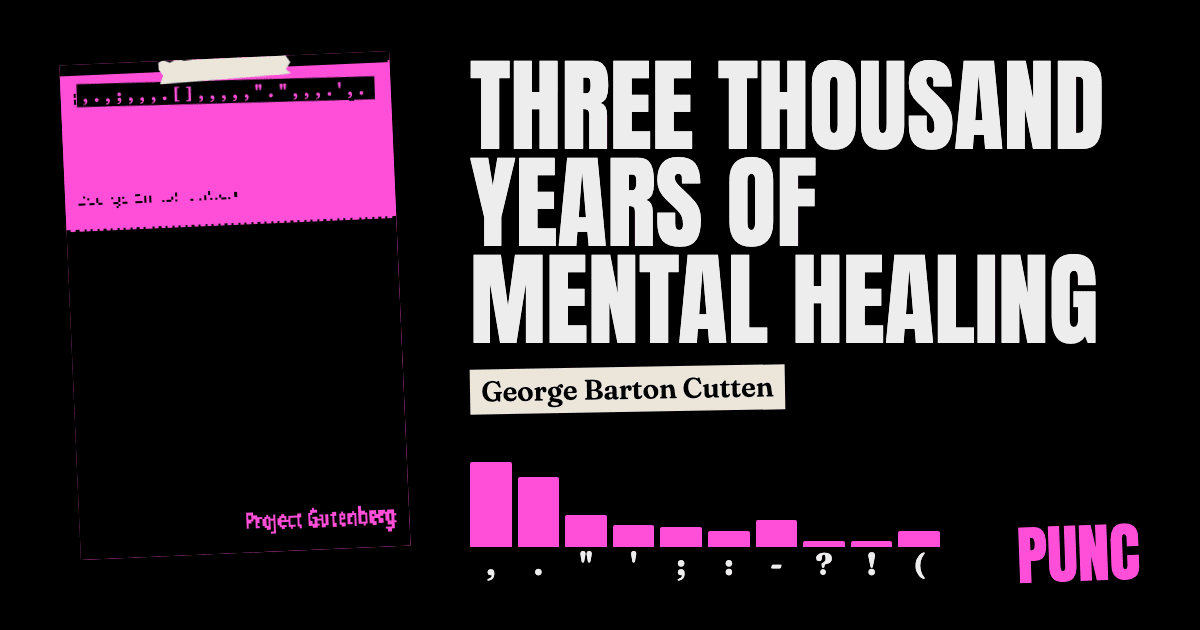 ,.,;,,,.[],,,,,".",,,.',.
THREE THOUSAND
YEARS OF
MENTAL HEALING
George Barton Cutten
Project Gutenberg
, . " ' ; : - ? ! (
PUNC